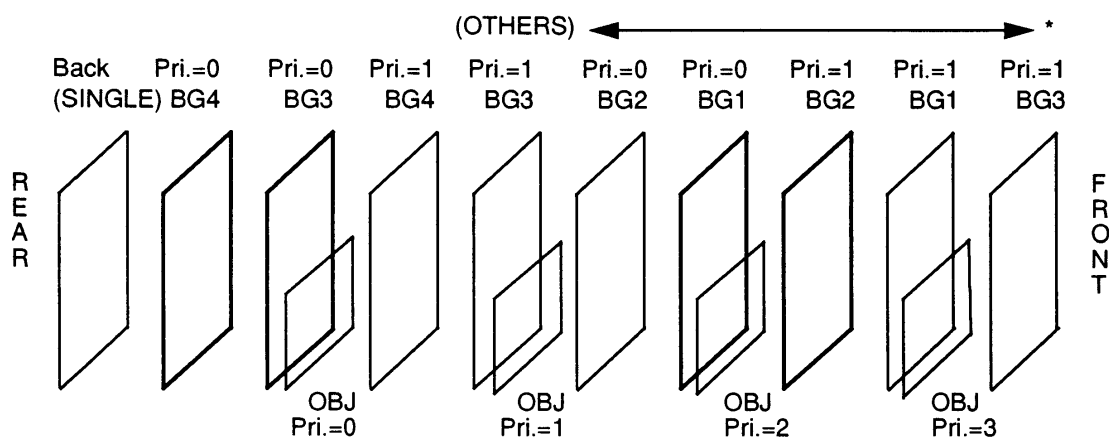 (OTHERS) *
Back Pri.=0 Pri.=0 Pri.=1 Pri.=1 Pri.=0 Pri.=0 Pri.=1 Pri.=1 Pri.=1
(SINGLE) BG4 BG3 BG4 BG3 BG2 BG1 BG2 BG1 BG3
REAR
FRONT
OBJ OBJ OBJ OBJ
Pri.=0 Pri.=1 Pri.=2 Pri.=3